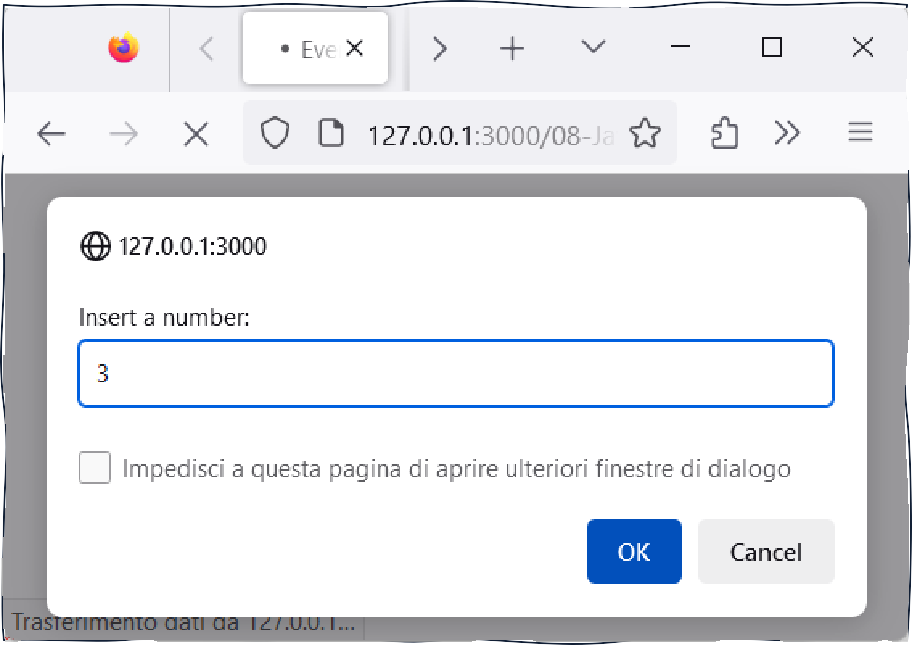 Eve
127.0.0.1:3000/08-Ja
127.0.0.1:3000
Insert a number:
3
Impedisci a questa pagina di aprire ulteriori finestre di dialogo
OK
Cancel
Trasferimento dati da 127.0.0.1...